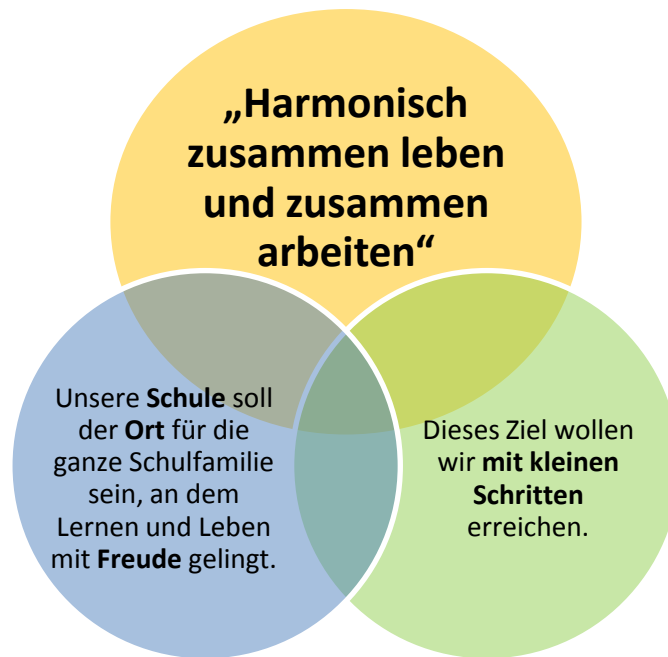 „Harmonisch
zusammen leben
und zusammen
arbeiten“
Unsere Schule soll
der Ort für die
ganze Schulfamilie
sein, an dem
Lernen und Leben
mit Freude gelingt.
Dieses Ziel wollen
wir mit kleinen
Schritten
erreichen.